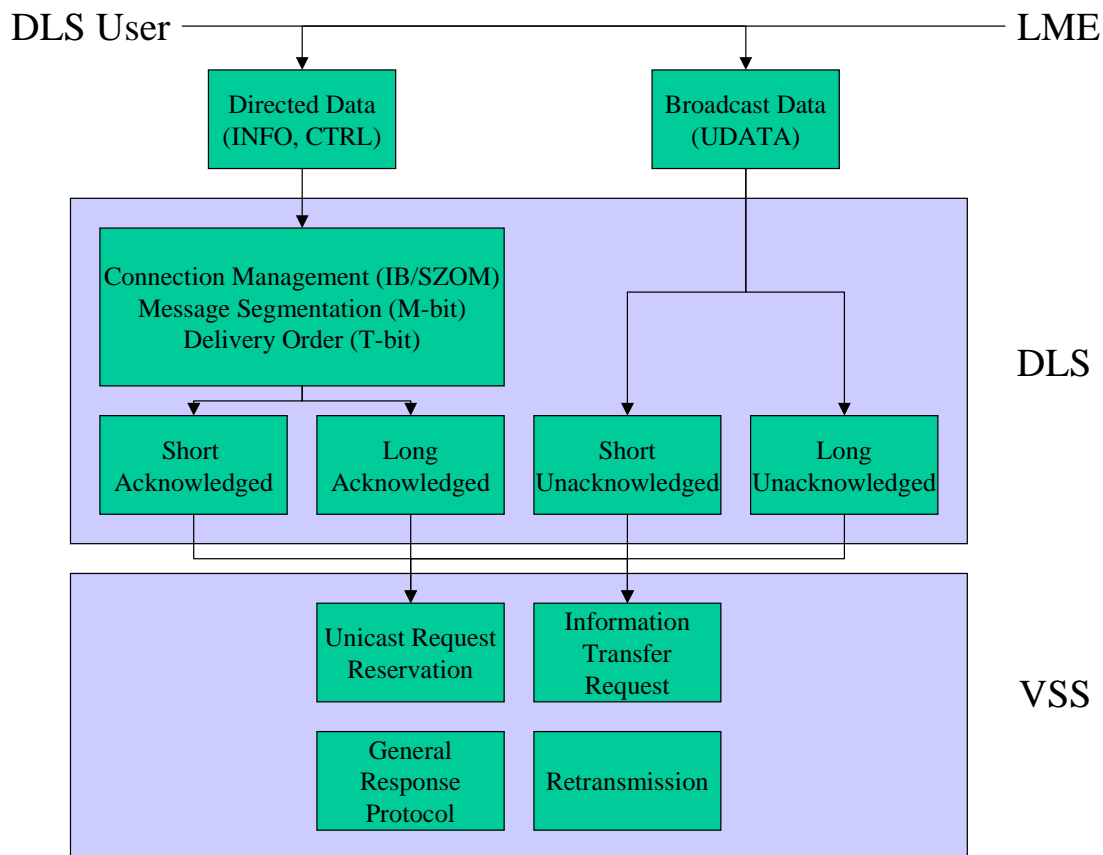 DLS User
LME
Directed Data
(INFO, CTRL)
Broadcast Data
(UDATA)
Connection Management (IB/SZOM)
Message Segmentation (M-bit)
Delivery Order (T-bit)
DLS
Short
Acknowledged
Long
Acknowledged
Short
Unacknowledged
Long
Unacknowledged
Unicast Request
Reservation
Information
Transfer
Request
VSS
General
Response
Protocol
Retransmission